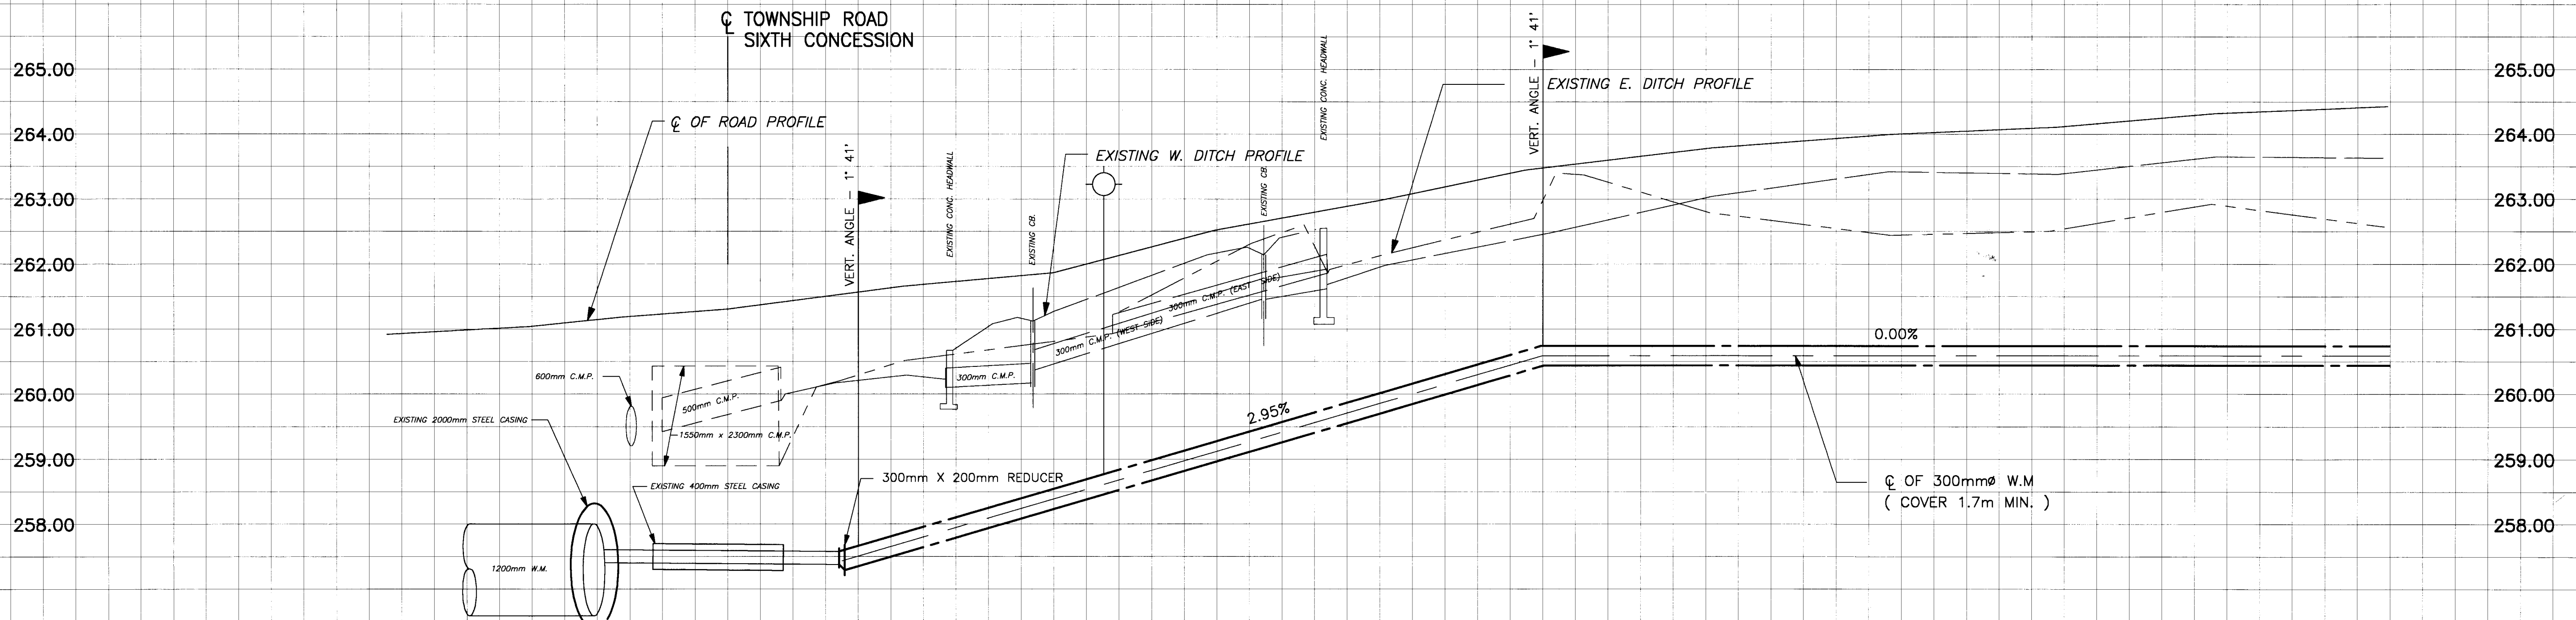 ℄ TOWNSHIP ROAD
SIXTH CONCESSION
265.00
264.00
263.00
262.00
261.00
260.00
259.00
258.00
℄ OF ROAD PROFILE
VERT. ANGLE - 1° 41'
EXISTING CONC. HEADWALL
EXISTING CB.
EXISTING W. DITCH PROFILE
EXISTING CB.
EXISTING CONC. HEADWALL
VERT. ANGLE - 1° 41'
EXISTING E. DITCH PROFILE
300mm C.M.P. (EAST SIDE)
300mm C.M.P. (WEST SIDE)
300mm C.M.P.
600mm C.M.P.
500mm C.M.P.
1550mm x 2300mm C.M.P.
EXISTING 2000mm STEEL CASING
EXISTING 400mm STEEL CASING
300mm X 200mm REDUCER
1200mm W.M.
2.95%
0.00%
℄ OF 300mmø W.M
( COVER 1.7m MIN. )
265.00
264.00
263.00
262.00
261.00
260.00
259.00
258.00